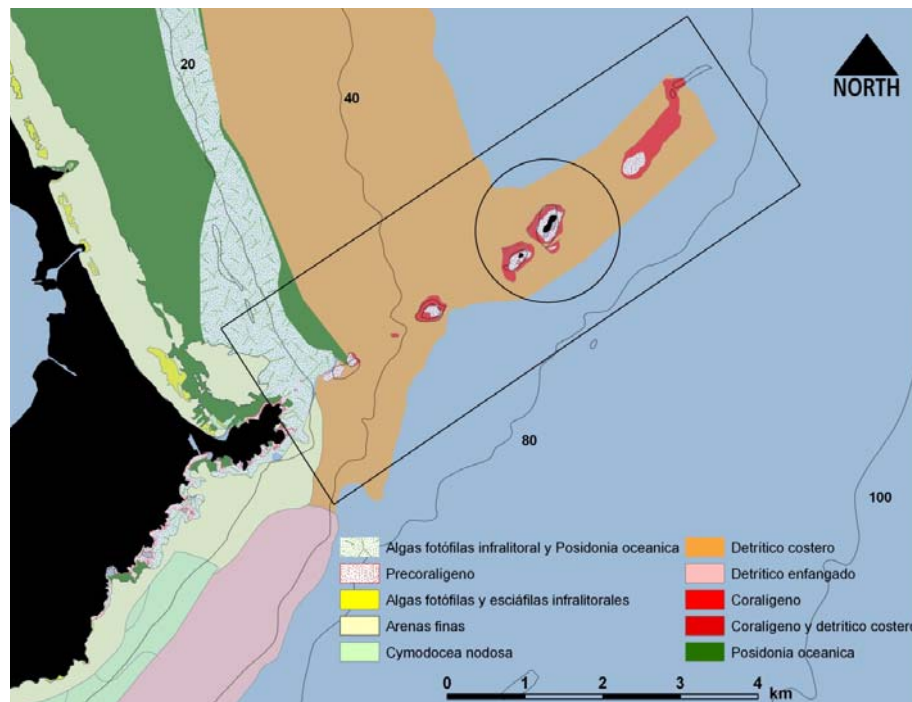 20
40
NORTH
80
100
Algas fotófilas infralitoral y Posidonia oceanica
Precoralígeno
Algas fotófilas y esciáfilas infralitorales
Arenas finas
Cymodocea nodosa
Detrítico costero
Detrítico enfangado
Coralígeno
Coralígeno y detrítico costero
Posidonia oceanica
0 1 2 3 4
km